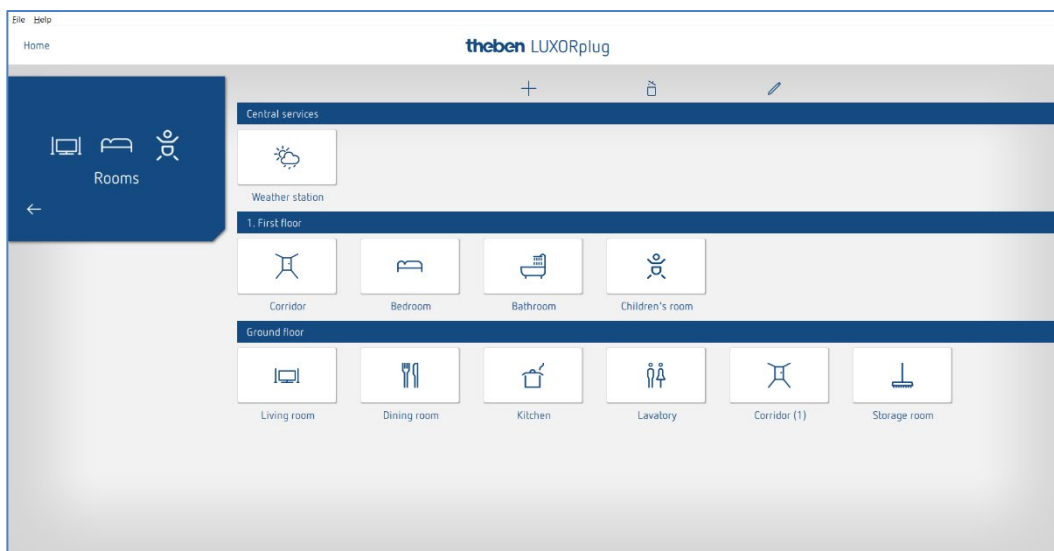 File Help
Home
theben LUXORplug
Rooms
Central services
Weather station
1. First floor
Corridor Bedroom Bathroom Children's room
Ground floor
Living room Dining room Kitchen Lavatory Corridor (1) Storage room